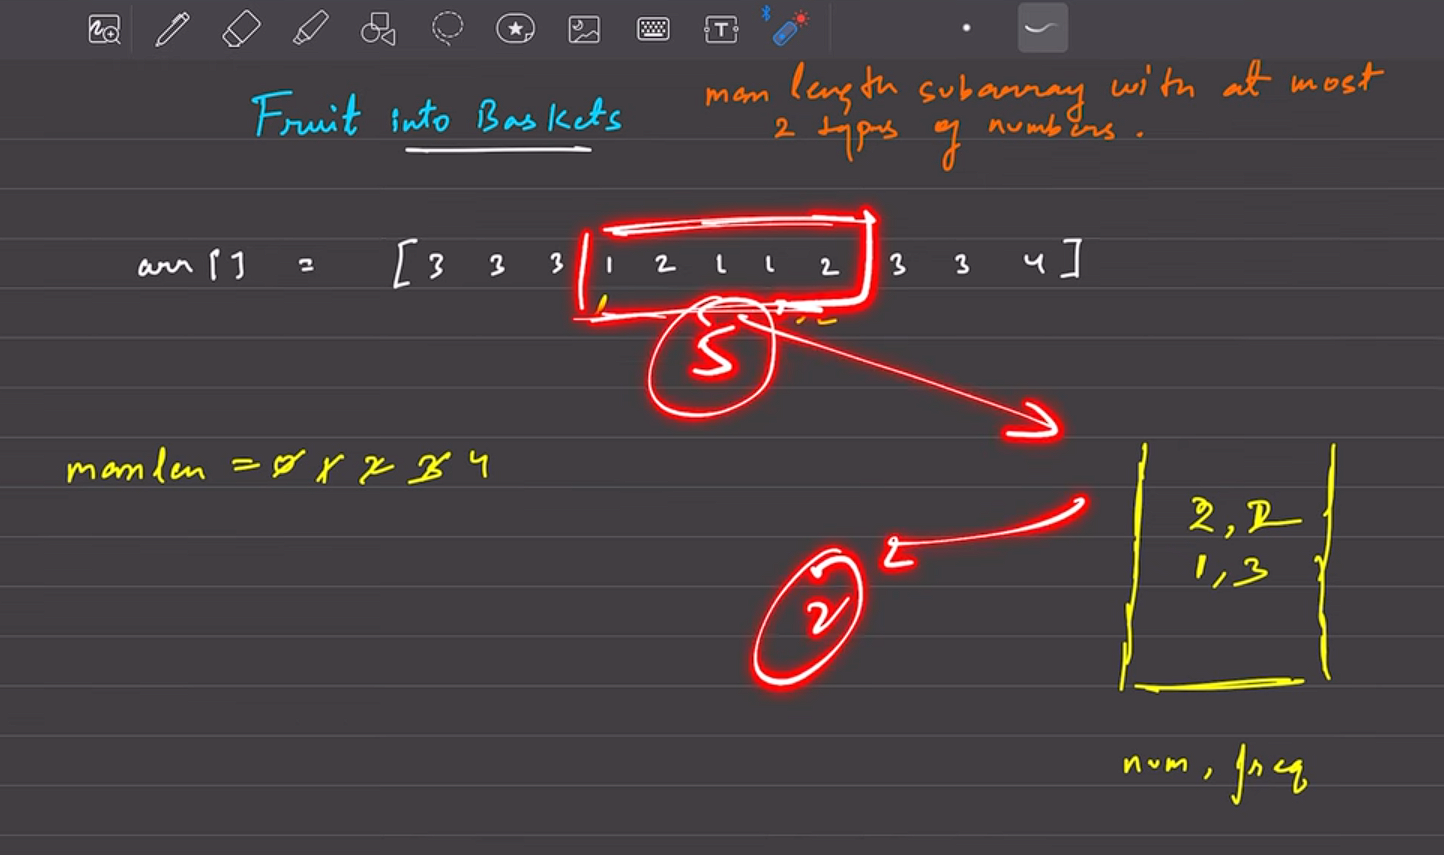 Fruit into Baskets
max length subarray with at most
2 types of numbers.
arr[] = [3 3 3 1 2 1 1 2 3 3 4]
5
maxlen = 0 1 2 3 4
2, 2
1, 3
2
num, freq